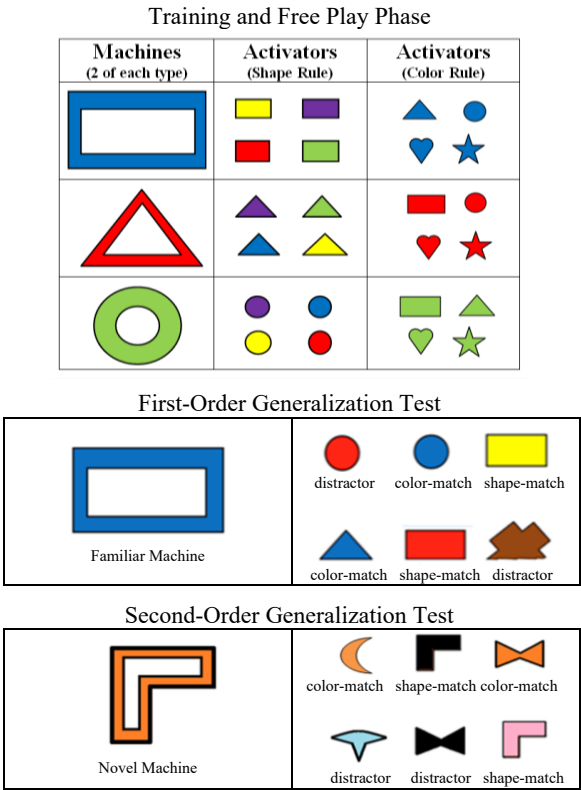 Training and Free Play Phase
Machines Activators Activators
(2 of each type) (Shape Rule) (Color Rule)
First-Order Generalization Test
distractor color-match shape-match
Familiar Machine
color-match shape-match distractor
Second-Order Generalization Test
color-match shape-match color-match
Novel Machine
distractor distractor shape-match